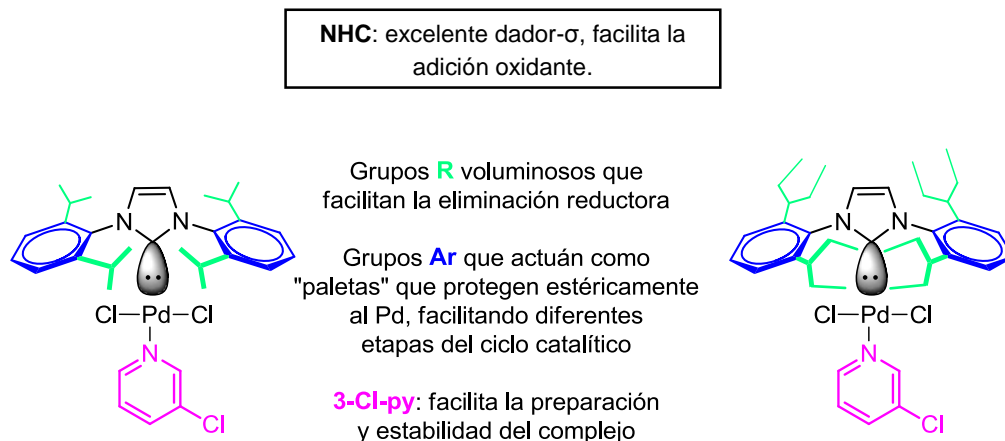 NHC: excelente dador-σ, facilita la
adición oxidante.
Grupos R voluminosos que
facilitan la eliminación reductora
Grupos Ar que actuán como
"paletas" que protegen estéricamente
al Pd, facilitando diferentes
etapas del ciclo catalítico
3-Cl-py: facilita la preparación
y estabilidad del complejo
N N
Cl Pd Cl
N
Cl
N N
Cl Pd Cl
N
Cl